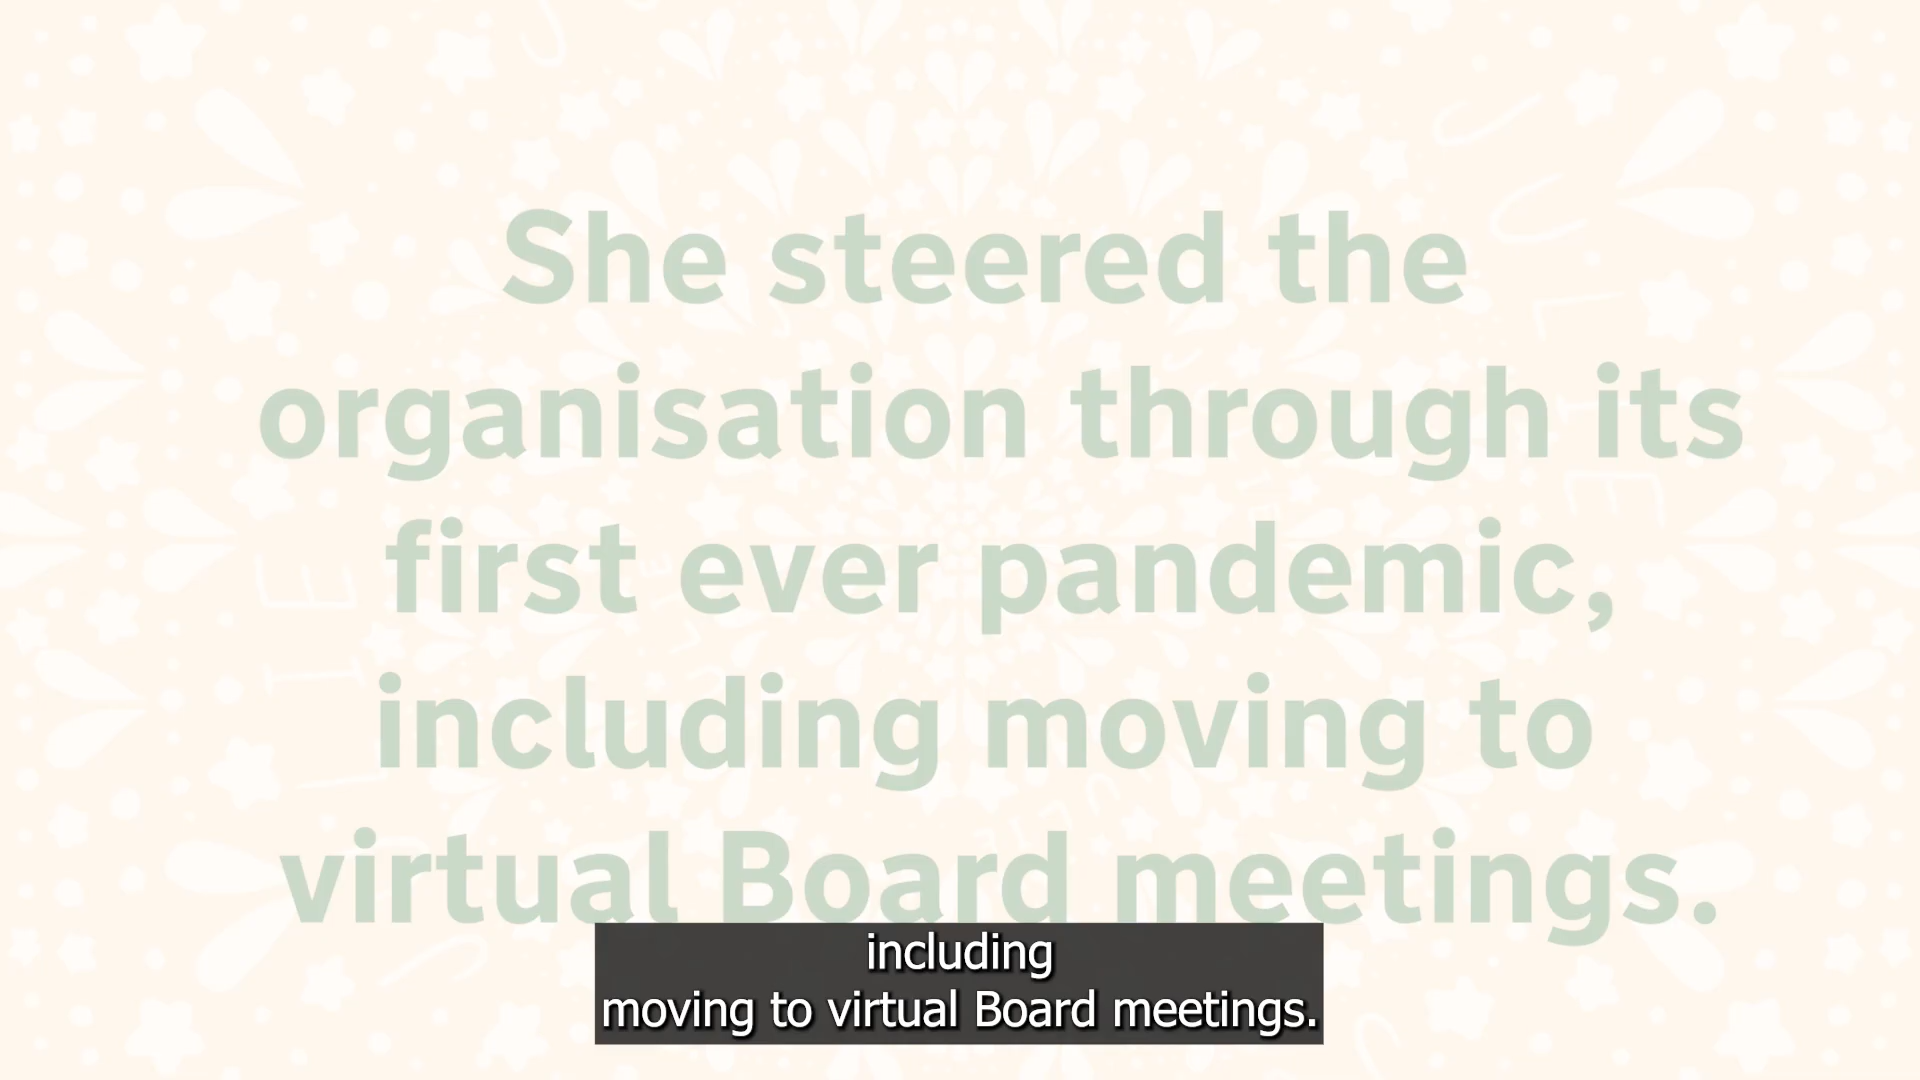 She steered the
organisation through its
first ever pandemic,
including moving to
virtual Board meetings.
including
moving to virtual Board meetings.